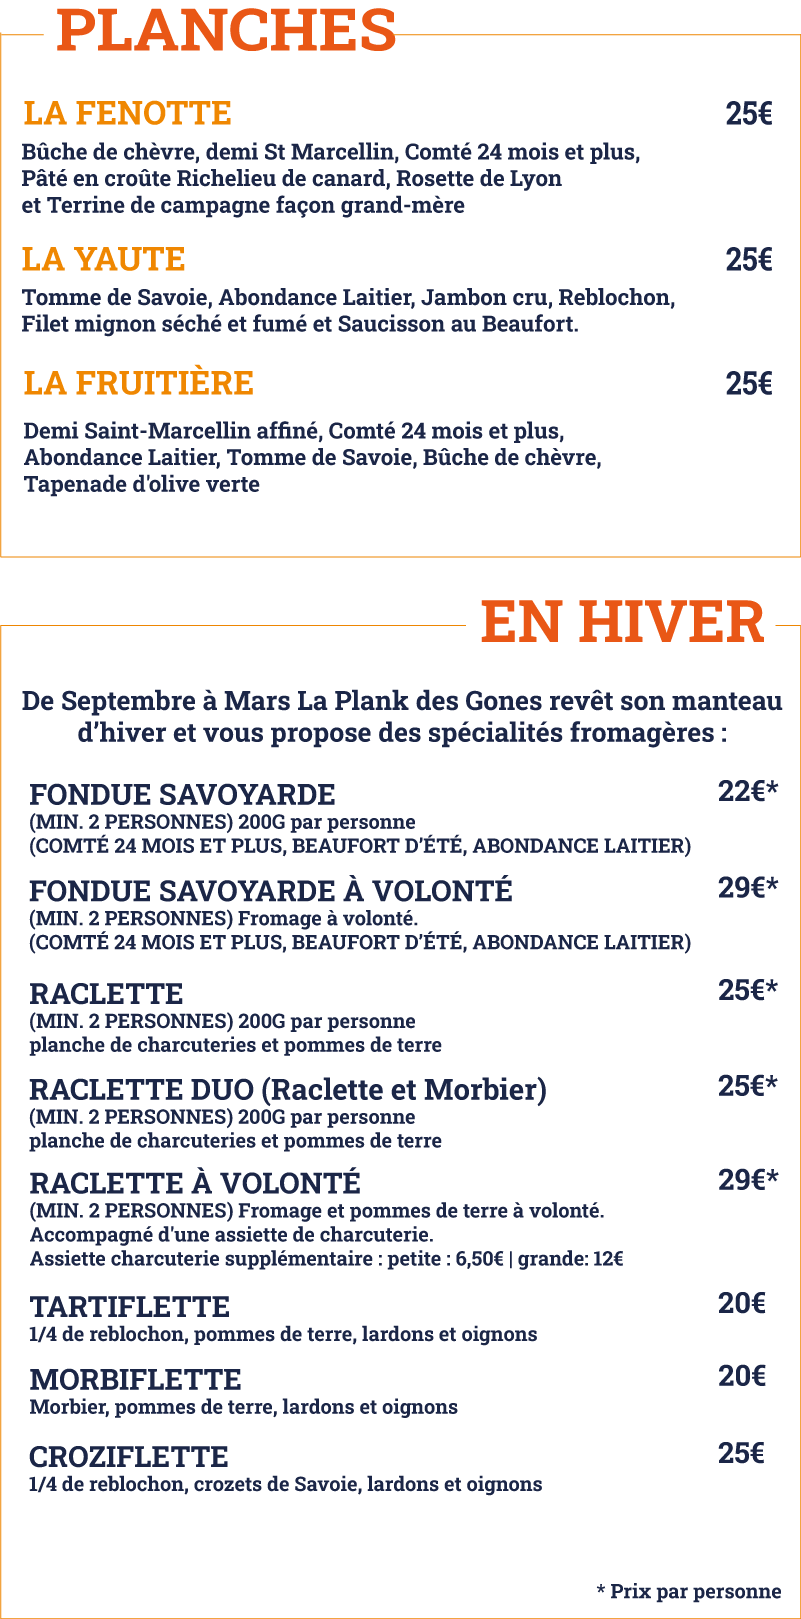 PLANCHES
LA FENOTTE 25€
Bûche de chèvre, demi St Marcellin, Comté 24 mois et plus,
Pâté en croûte Richelieu de canard, Rosette de Lyon
et Terrine de campagne façon grand-mère
LA YAUTE 25€
Tomme de Savoie, Abondance Laitier, Jambon cru, Reblochon,
Filet mignon séché et fumé et Saucisson au Beaufort.
LA FRUITIÈRE 25€
Demi Saint-Marcellin affiné, Comté 24 mois et plus,
Abondance Laitier, Tomme de Savoie, Bûche de chèvre,
Tapenade d'olive verte
EN HIVER
De Septembre à Mars La Plank des Gones revêt son manteau
d’hiver et vous propose des spécialités fromagères :
FONDUE SAVOYARDE 22€*
(MIN. 2 PERSONNES) 200G par personne
(COMTÉ 24 MOIS ET PLUS, BEAUFORT D’ÉTÉ, ABONDANCE LAITIER)
FONDUE SAVOYARDE À VOLONTÉ 29€*
(MIN. 2 PERSONNES) Fromage à volonté.
(COMTÉ 24 MOIS ET PLUS, BEAUFORT D’ÉTÉ, ABONDANCE LAITIER)
RACLETTE 25€*
(MIN. 2 PERSONNES) 200G par personne
planche de charcuteries et pommes de terre
RACLETTE DUO (Raclette et Morbier) 25€*
(MIN. 2 PERSONNES) 200G par personne
planche de charcuteries et pommes de terre
RACLETTE À VOLONTÉ 29€*
(MIN. 2 PERSONNES) Fromage et pommes de terre à volonté.
Accompagné d'une assiette de charcuterie.
Assiette charcuterie supplémentaire : petite : 6,50€ | grande: 12€
TARTIFLETTE 20€
1/4 de reblochon, pommes de terre, lardons et oignons
MORBIFLETTE 20€
Morbier, pommes de terre, lardons et oignons
CROZIFLETTE 25€
1/4 de reblochon, crozets de Savoie, lardons et oignons
* Prix par personne